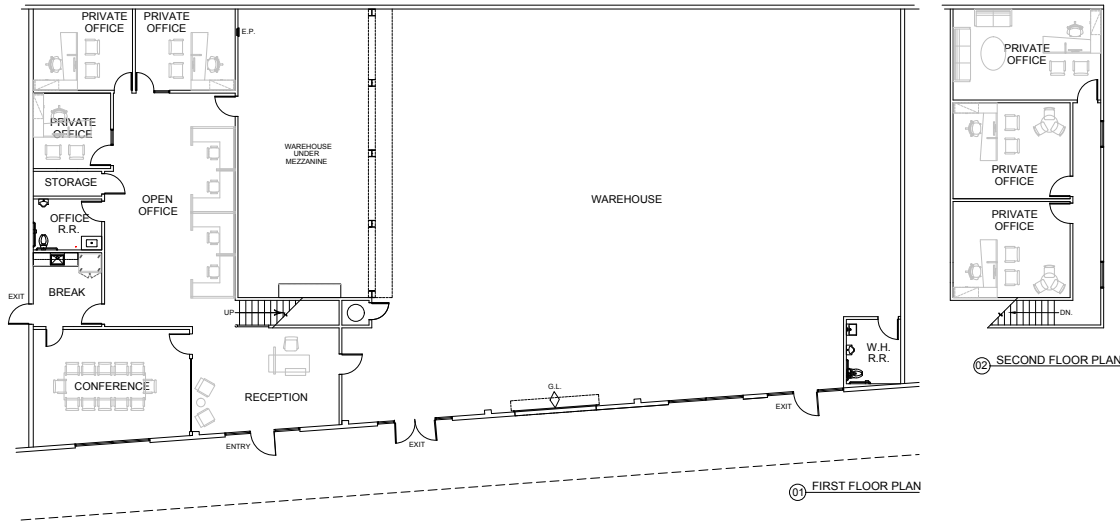 PRIVATE
OFFICE
PRIVATE
OFFICE
E.P.
PRIVATE
OFFICE
WAREHOUSE
UNDER
MEZZANINE
STORAGE
OPEN
OFFICE
WAREHOUSE
OFFICE
R.R.
BREAK
EXIT
UP
CONFERENCE
RECEPTION
W.H.
R.R.
G.L.
ENTRY
EXIT
EXIT
01 FIRST FLOOR PLAN
PRIVATE
OFFICE
PRIVATE
OFFICE
PRIVATE
OFFICE
DN.
02 SECOND FLOOR PLAN